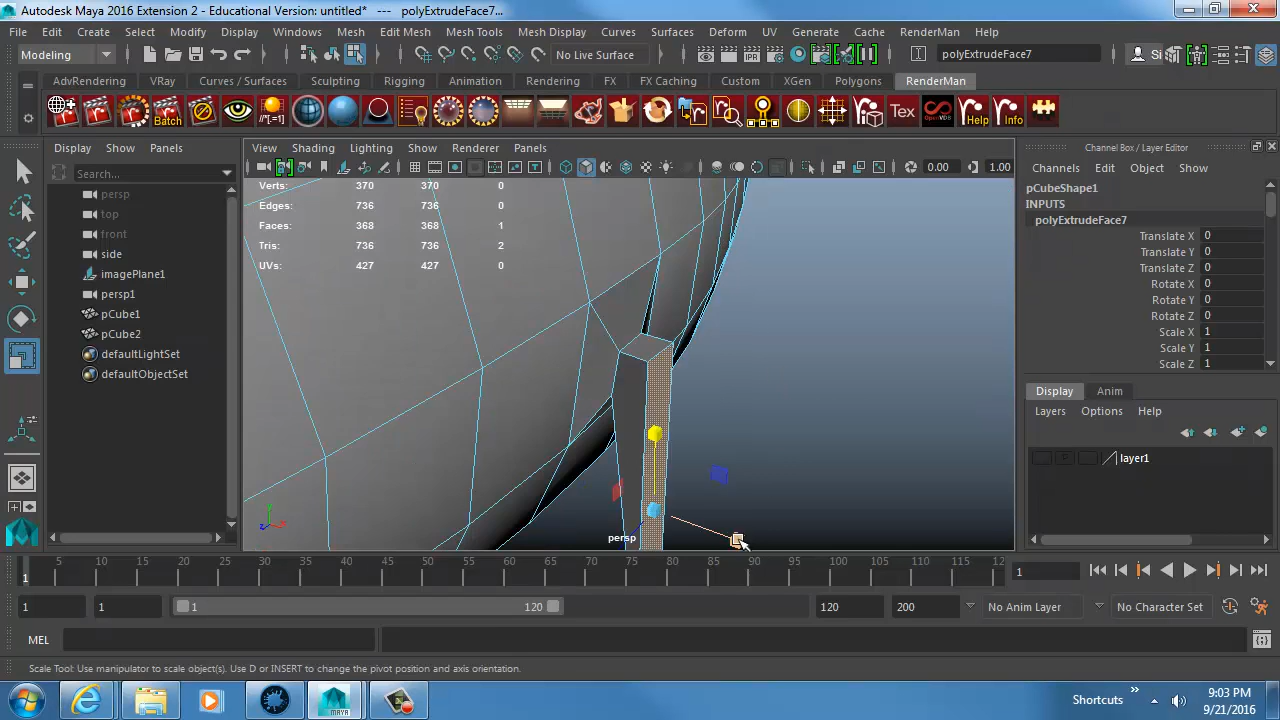 Autodesk Maya 2016 Extension 2 - Educational Version: untitled*   ---   polyExtrudeFace7...
File Edit Create Select Modify Display Windows Mesh Edit Mesh Mesh Tools Mesh Display Curves Surfaces Deform UV Generate Cache RenderMan Help
Modeling No Live Surface polyExtrudeFace7 Si
AdvRendering VRay Curves / Surfaces Sculpting Rigging Animation Rendering FX FX Caching Custom XGen Polygons RenderMan
Batch //*[.=1] Tex OpenVDB Help Info
Display Show Panels
Search...
persp
top
front
side
imagePlane1
persp1
pCube1
pCube2
defaultLightSet
defaultObjectSet
View Shading Lighting Show Renderer Panels
0.00 1.00
Verts: 370 370 0
Edges: 736 736 0
Faces: 368 368 1
Tris: 736 736 2
UVs: 427 427 0
persp
Channel Box / Layer Editor
Channels Edit Object Show
pCubeShape1
INPUTS
polyExtrudeFace7
Translate X 0
Translate Y 0
Translate Z 0
Rotate X 0
Rotate Y 0
Rotate Z 0
Scale X 1
Scale Y 1
Scale Z 1
Display Anim
Layers Options Help
P layer1
1 5 10 15 20 25 30 35 40 45 50 55 60 65 70 75 80 85 90 95 100 105 110 115 12 1
1 1 1 120 120 200 No Anim Layer No Character Set
MEL
Scale Tool: Use manipulator to scale object(s). Use D or INSERT to change the pivot position and axis orientation.
MAYA Shortcuts 9:03 PM
9/21/2016